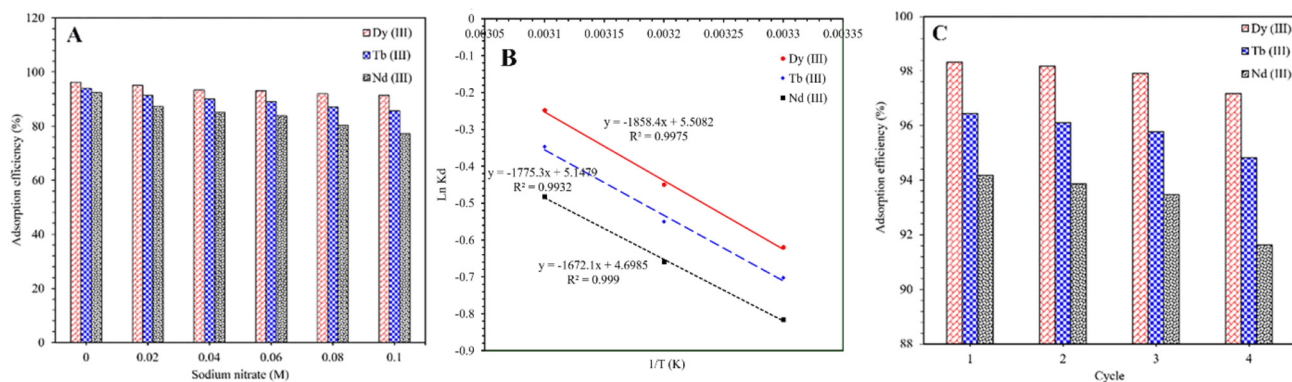 A
Dy (III)
Tb (III)
Nd (III)
120
100
80
60
40
20
0
Adsorption efficiency (%)
0 0.02 0.04 0.06 0.08 0.1
Sodium nitrate (M)
0.00305 0.0031 0.00315 0.0032 0.00325 0.0033 0.00335
B
Dy (III)
Tb (III)
Nd (III)
-0
-0.1
-0.2
-0.3
-0.4
-0.5
-0.6
-0.7
-0.8
-0.9
Ln Kd
y = -1858.4x + 5.5082
R² = 0.9975
y = -1775.3x + 5.1479
R² = 0.9932
y = -1672.1x + 4.6985
R² = 0.999
1/T (K)
C
Dy (III)
Tb (III)
Nd (III)
98
96
94
92
90
88
Adsorption efficiency (%)
1 2 3 4
Cycle